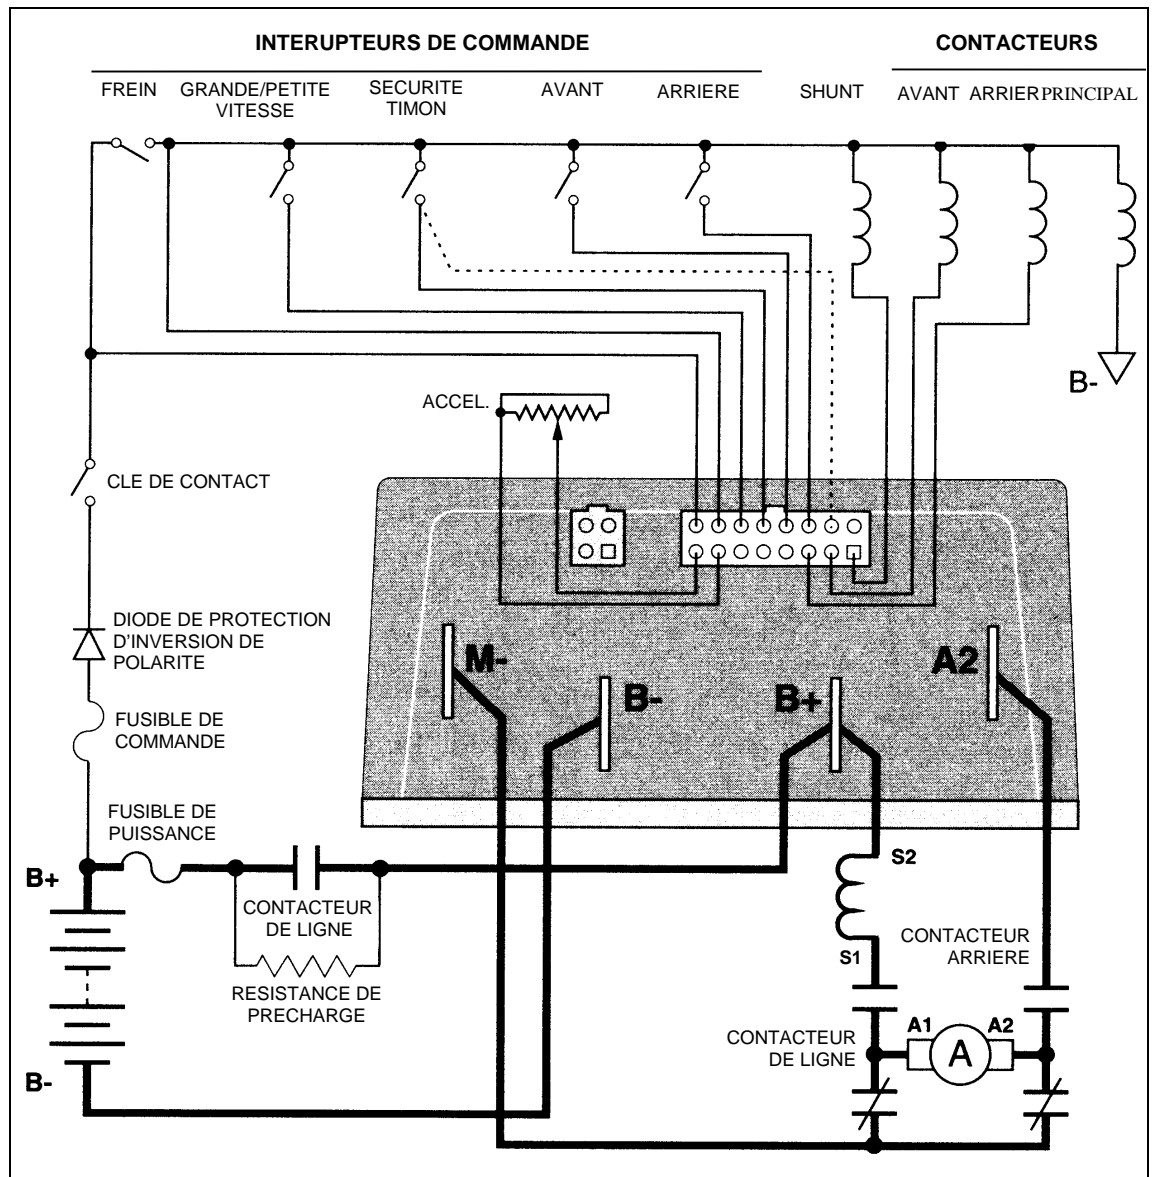 INTERUPTEURS DE COMMANDE
CONTACTEURS
FREIN
GRANDE/PETITE
VITESSE
SECURITE
TIMON
AVANT
ARRIERE
SHUNT
AVANT
ARRIER
PRINCIPAL
B-
ACCEL.
CLE DE CONTACT
DIODE DE PROTECTION
D'INVERSION DE
POLARITE
M-
B-
B+
A2
FUSIBLE DE
COMMANDE
FUSIBLE DE
PUISSANCE
B+
CONTACTEUR
DE LIGNE
RESISTANCE DE
PRECHARGE
B-
S2
S1
CONTACTEUR
ARRIERE
CONTACTEUR
DE LIGNE
A1
A
A2